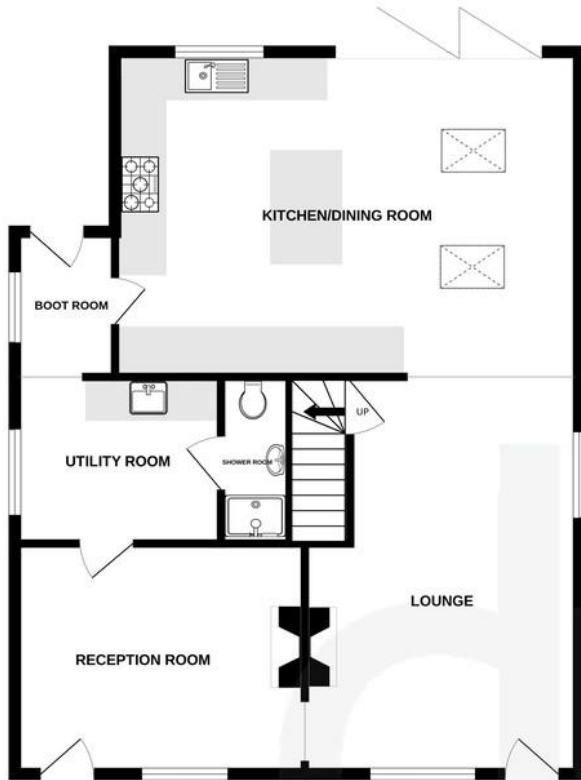 KITCHEN/DINING ROOM
BOOT ROOM
UP
UTILITY ROOM
SHOWER ROOM
LOUNGE
RECEPTION ROOM